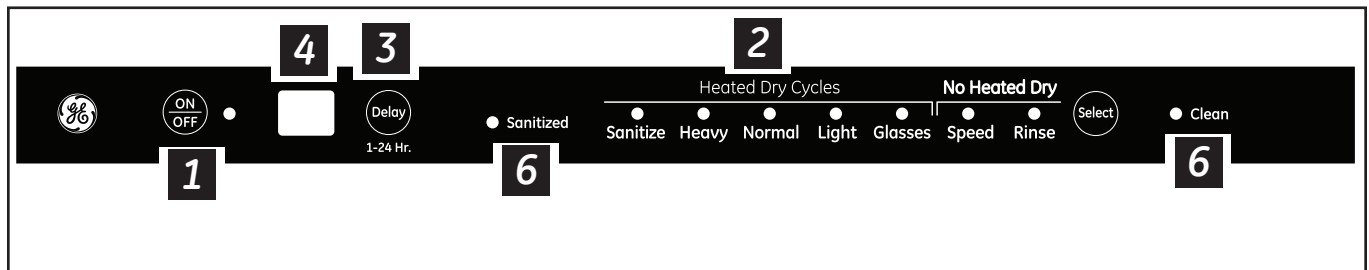 4
3
2
Heated Dry Cycles
No Heated Dry
GE
ON
OFF
Delay
1-24 Hr.
Sanitized
Sanitize Heavy Normal Light Glasses Speed Rinse
Select
Clean
1
6
6